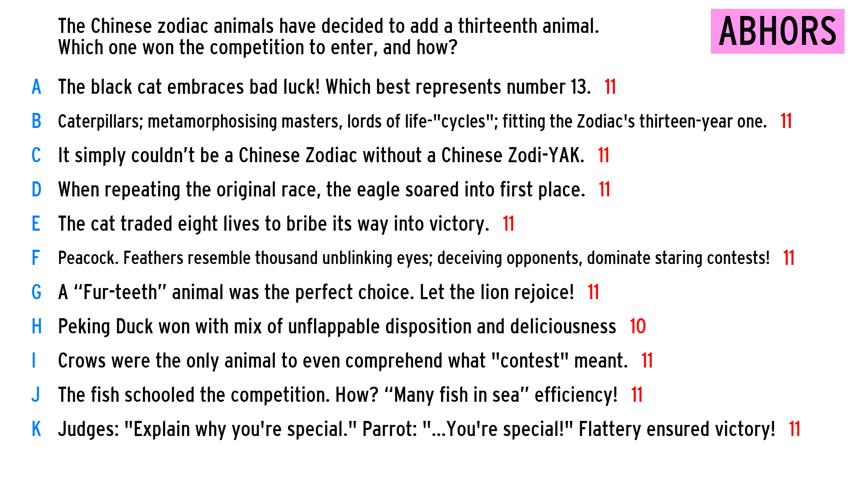 The Chinese zodiac animals have decided to add a thirteenth animal.
Which one won the competition to enter, and how?
ABHORS
A The black cat embraces bad luck! Which best represents number 13. 11
B Caterpillars; metamorphosising masters, lords of life-"cycles"; fitting the Zodiac's thirteen-year one. 11
C It simply couldn't be a Chinese Zodiac without a Chinese Zodi-YAK. 11
D When repeating the original race, the eagle soared into first place. 11
E The cat traded eight lives to bribe its way into victory. 11
F Peacock. Feathers resemble thousand unblinking eyes; deceiving opponents, dominate staring contests! 11
G A “Fur-teeth” animal was the perfect choice. Let the lion rejoice! 11
H Peking Duck won with mix of unflappable disposition and deliciousness 10
I Crows were the only animal to even comprehend what "contest" meant. 11
J The fish schooled the competition. How? “Many fish in sea” efficiency! 11
K Judges: "Explain why you're special." Parrot: "...You're special!" Flattery ensured victory! 11